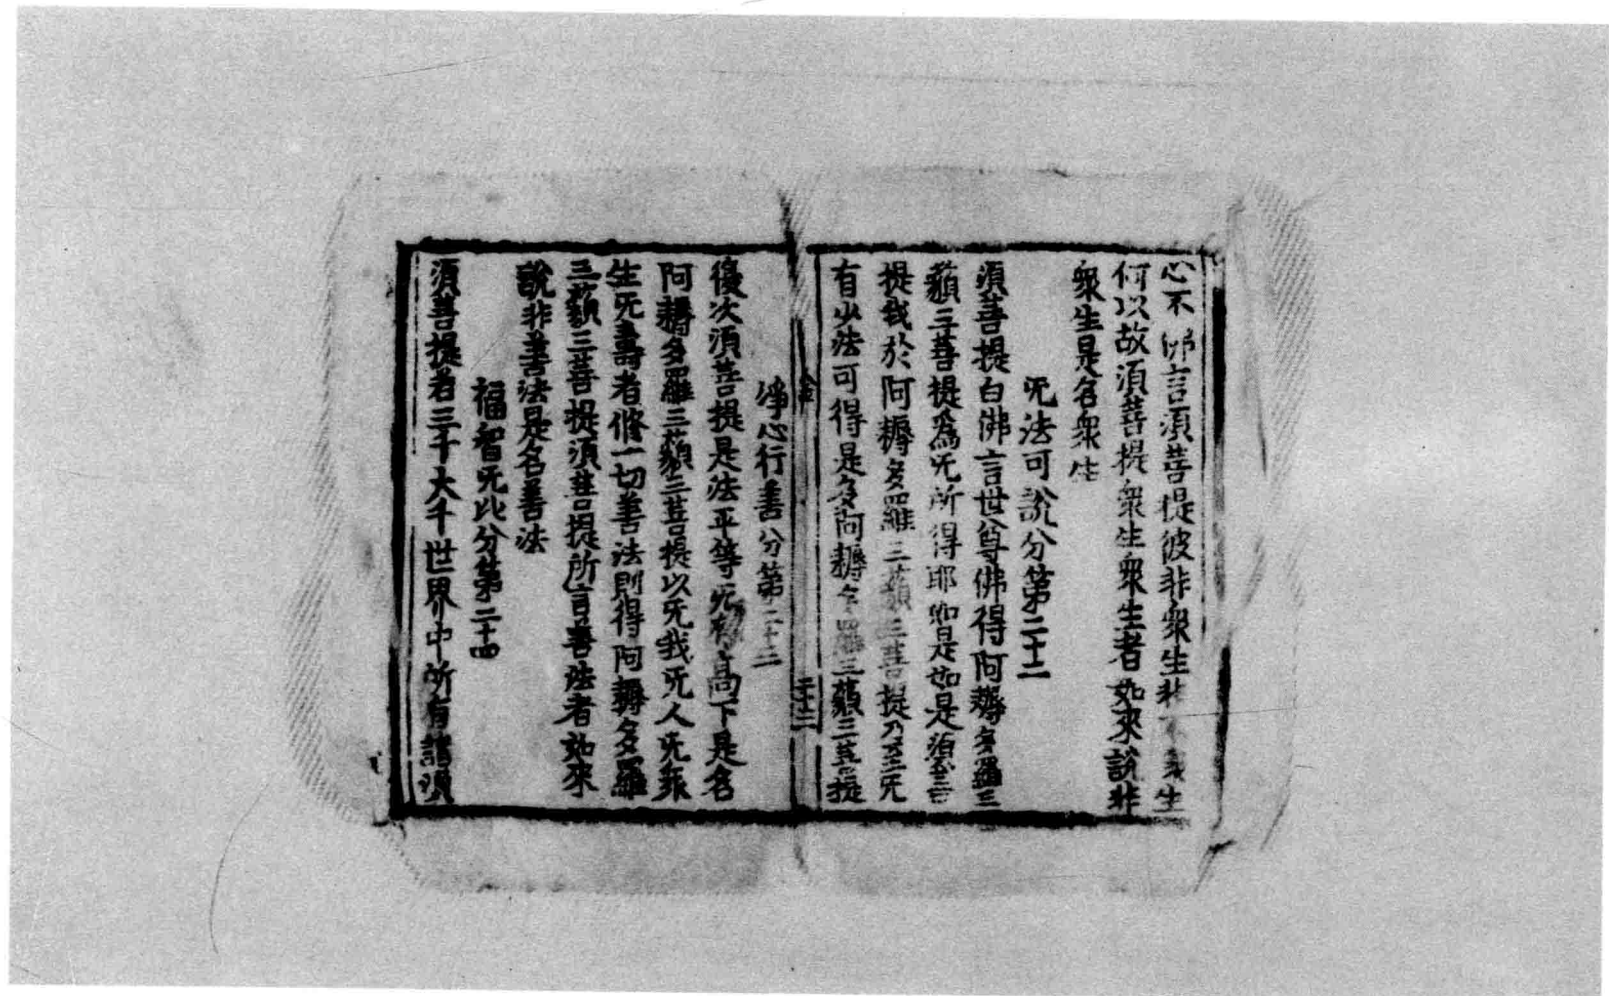 心不佛言須菩提彼非衆生非不衆生
何以故須菩提衆生衆生者如來說非
衆生是名衆生
旡法可說分第二十二
須菩提白佛言世尊佛得阿耨多羅三
藐三菩提爲旡所得耶如是如是須菩
提我於阿耨多羅三藐三菩提乃至旡
有少法可得是名阿耨多羅三藐三菩提
二十二
淨心行善分第二十三
復次須菩提是法平等旡有高下是名
阿耨多羅三藐三菩提以旡我旡人旡衆
生旡壽者修一切善法則得阿耨多羅
三藐三菩提須菩提所言善法者如來
說非善法是名善法
福智旡比分第二十四
須菩提若三千大千世界中所有諸須